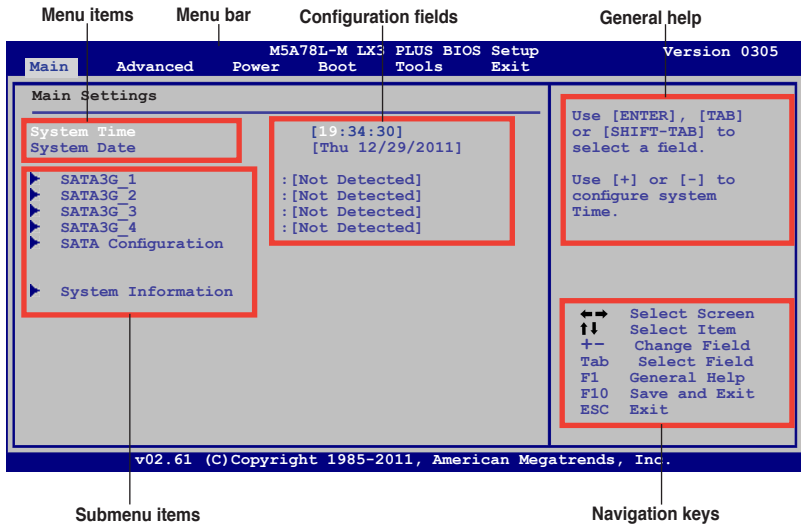 Menu items Menu bar Configuration fields General help
M5A78L-M LX3 PLUS BIOS Setup Version 0305
Main Advanced Power Boot Tools Exit
Main Settings
System Time [19:34:30]
System Date [Thu 12/29/2011]
SATA3G_1 :[Not Detected]
SATA3G_2 :[Not Detected]
SATA3G_3 :[Not Detected]
SATA3G_4 :[Not Detected]
SATA Configuration
System Information
Use [ENTER], [TAB]
or [SHIFT-TAB] to
select a field.
Use [+] or [-] to
configure system
Time.
←→ Select Screen
↑↓ Select Item
+- Change Field
Tab Select Field
F1 General Help
F10 Save and Exit
ESC Exit
v02.61 (C)Copyright 1985-2011, American Megatrends, Inc.
Submenu items Navigation keys